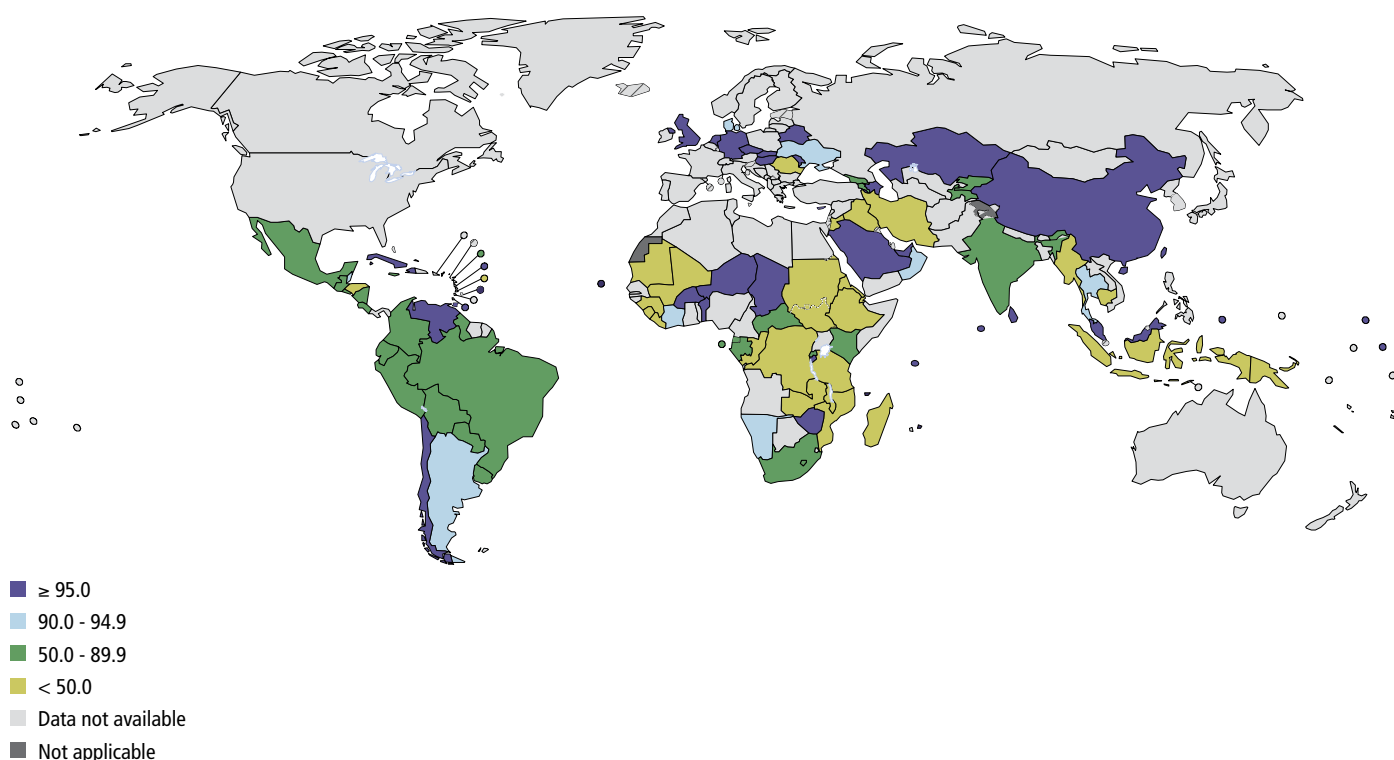 ≥ 95.0
90.0 - 94.9
50.0 - 89.9
< 50.0
Data not available
Not applicable